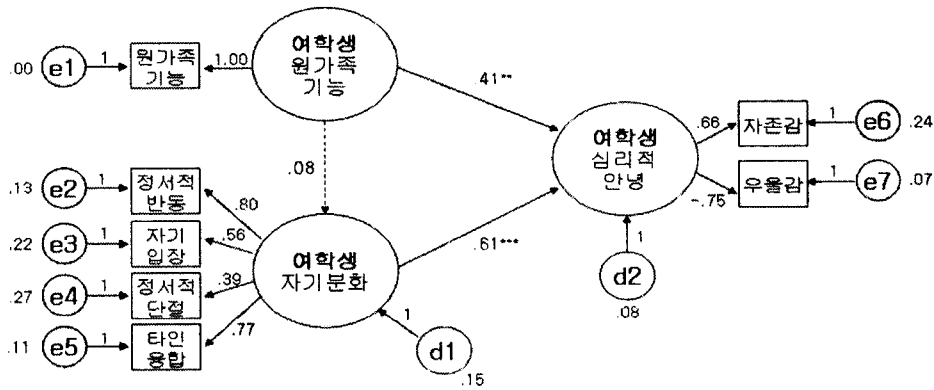 .00 e1 1 원가족 기능 1.00
여학생
원가족
기능
.41**
.08
여학생
심리적
안녕
.66 자존감 1 e6 .24
-.75 우울감 1 e7 .07
1
d2
.08
.13 e2 1 정서적 반동 .80
.22 e3 1 자기 입장 .56
.27 e4 1 정서적 단절 .39
.11 e5 1 타인 융합 .77
여학생
자기분화
.61***
1
d1
.15